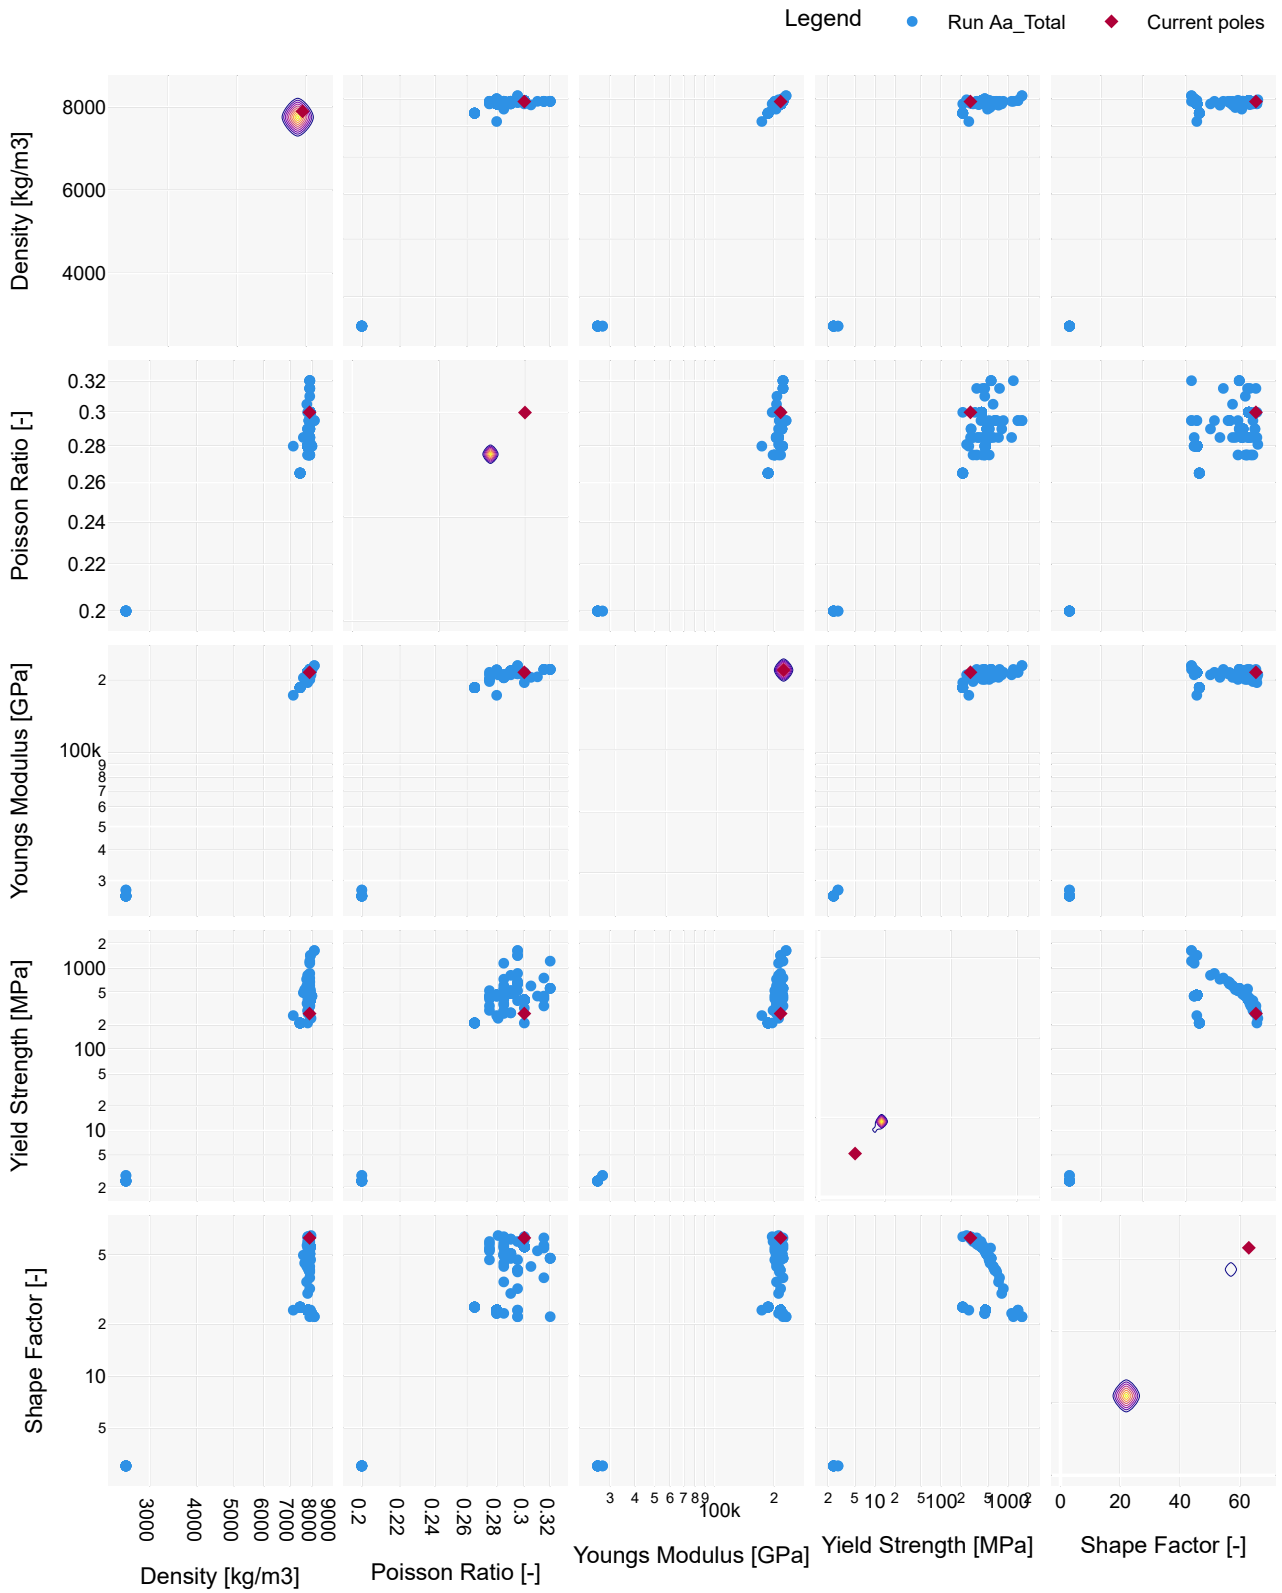 Legend Run Aa_Total Current poles
Density [kg/m3]
8000
6000
4000
Poisson Ratio [-]
0.32
0.3
0.28
0.26
0.24
0.22
0.2
Youngs Modulus [GPa]
2
100k
9
8
7
6
5
4
3
Yield Strength [MPa]
2
1000
5
2
100
5
2
10
5
2
Shape Factor [-]
5
2
10
5
3000 4000 5000 6000 7000 8000 9000
Density [kg/m3]
0.2 0.22 0.24 0.26 0.28 0.3 0.32
Poisson Ratio [-]
3 4 5 6 7 8 9 100k 2
Youngs Modulus [GPa]
2 5 10 2 5 100 2 5 1000 2
Yield Strength [MPa]
0 20 40 60
Shape Factor [-]